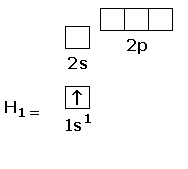 2p
2s
H₁ = ↑
1s¹